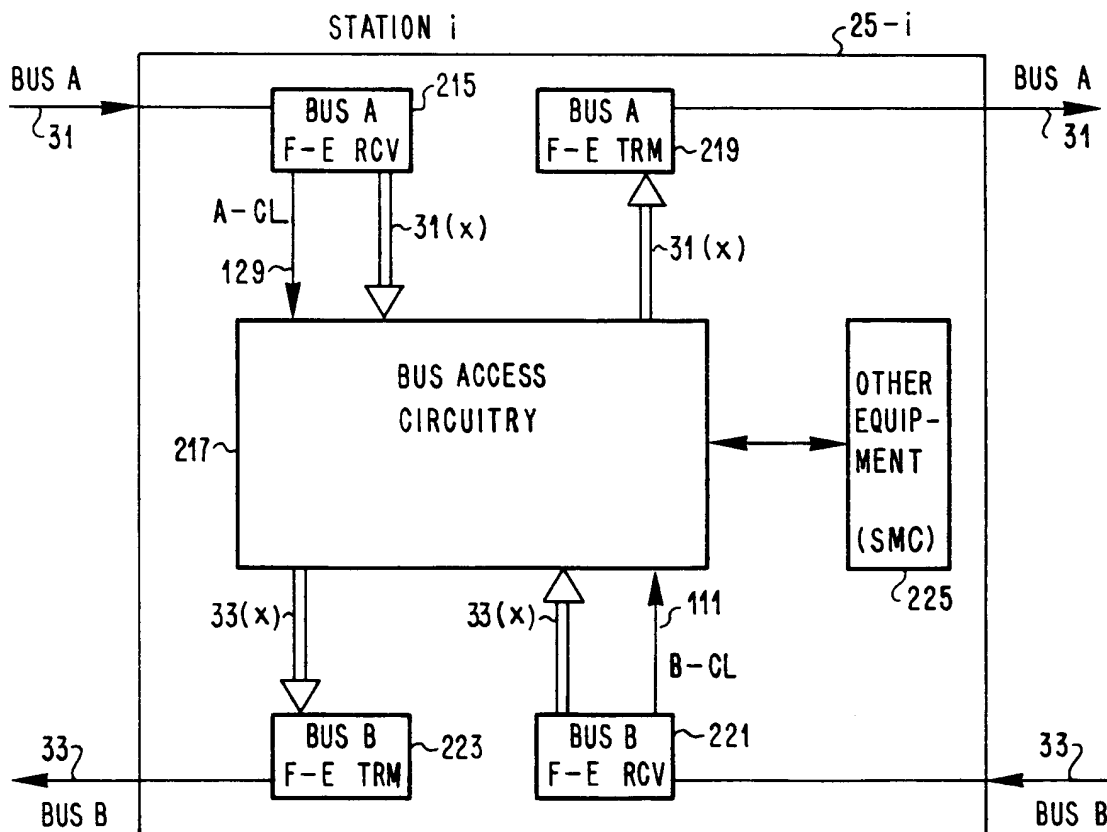 STATION i
25-i
BUS A
31
BUS A
F-E RCV
215
BUS A
F-E TRM
219
BUS A
31
A-CL
129
31(x)
31(x)
BUS ACCESS
CIRCUITRY
217
OTHER
EQUIP-
MENT
(SMC)
225
33(x)
33(x)
111
B-CL
33
BUS B
BUS B
F-E TRM
223
BUS B
F-E RCV
221
33
BUS B